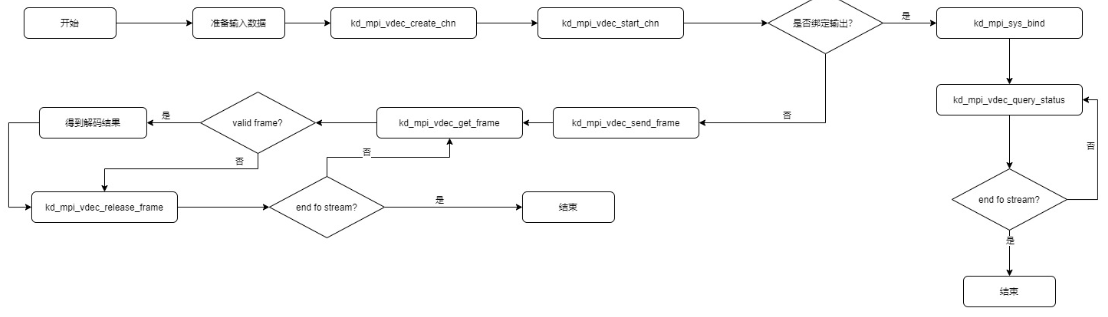 开始
准备输入数据
kd_mpi_vdec_create_chn
kd_mpi_vdec_start_chn
是否绑定输出?
是
kd_mpi_sys_bind
kd_mpi_vdec_query_status
否
end fo stream?
是
结束
否
kd_mpi_vdec_send_frame
kd_mpi_vdec_get_frame
valid frame?
是
得到解码结果
否
kd_mpi_vdec_release_frame
end fo stream?
否
是
结束